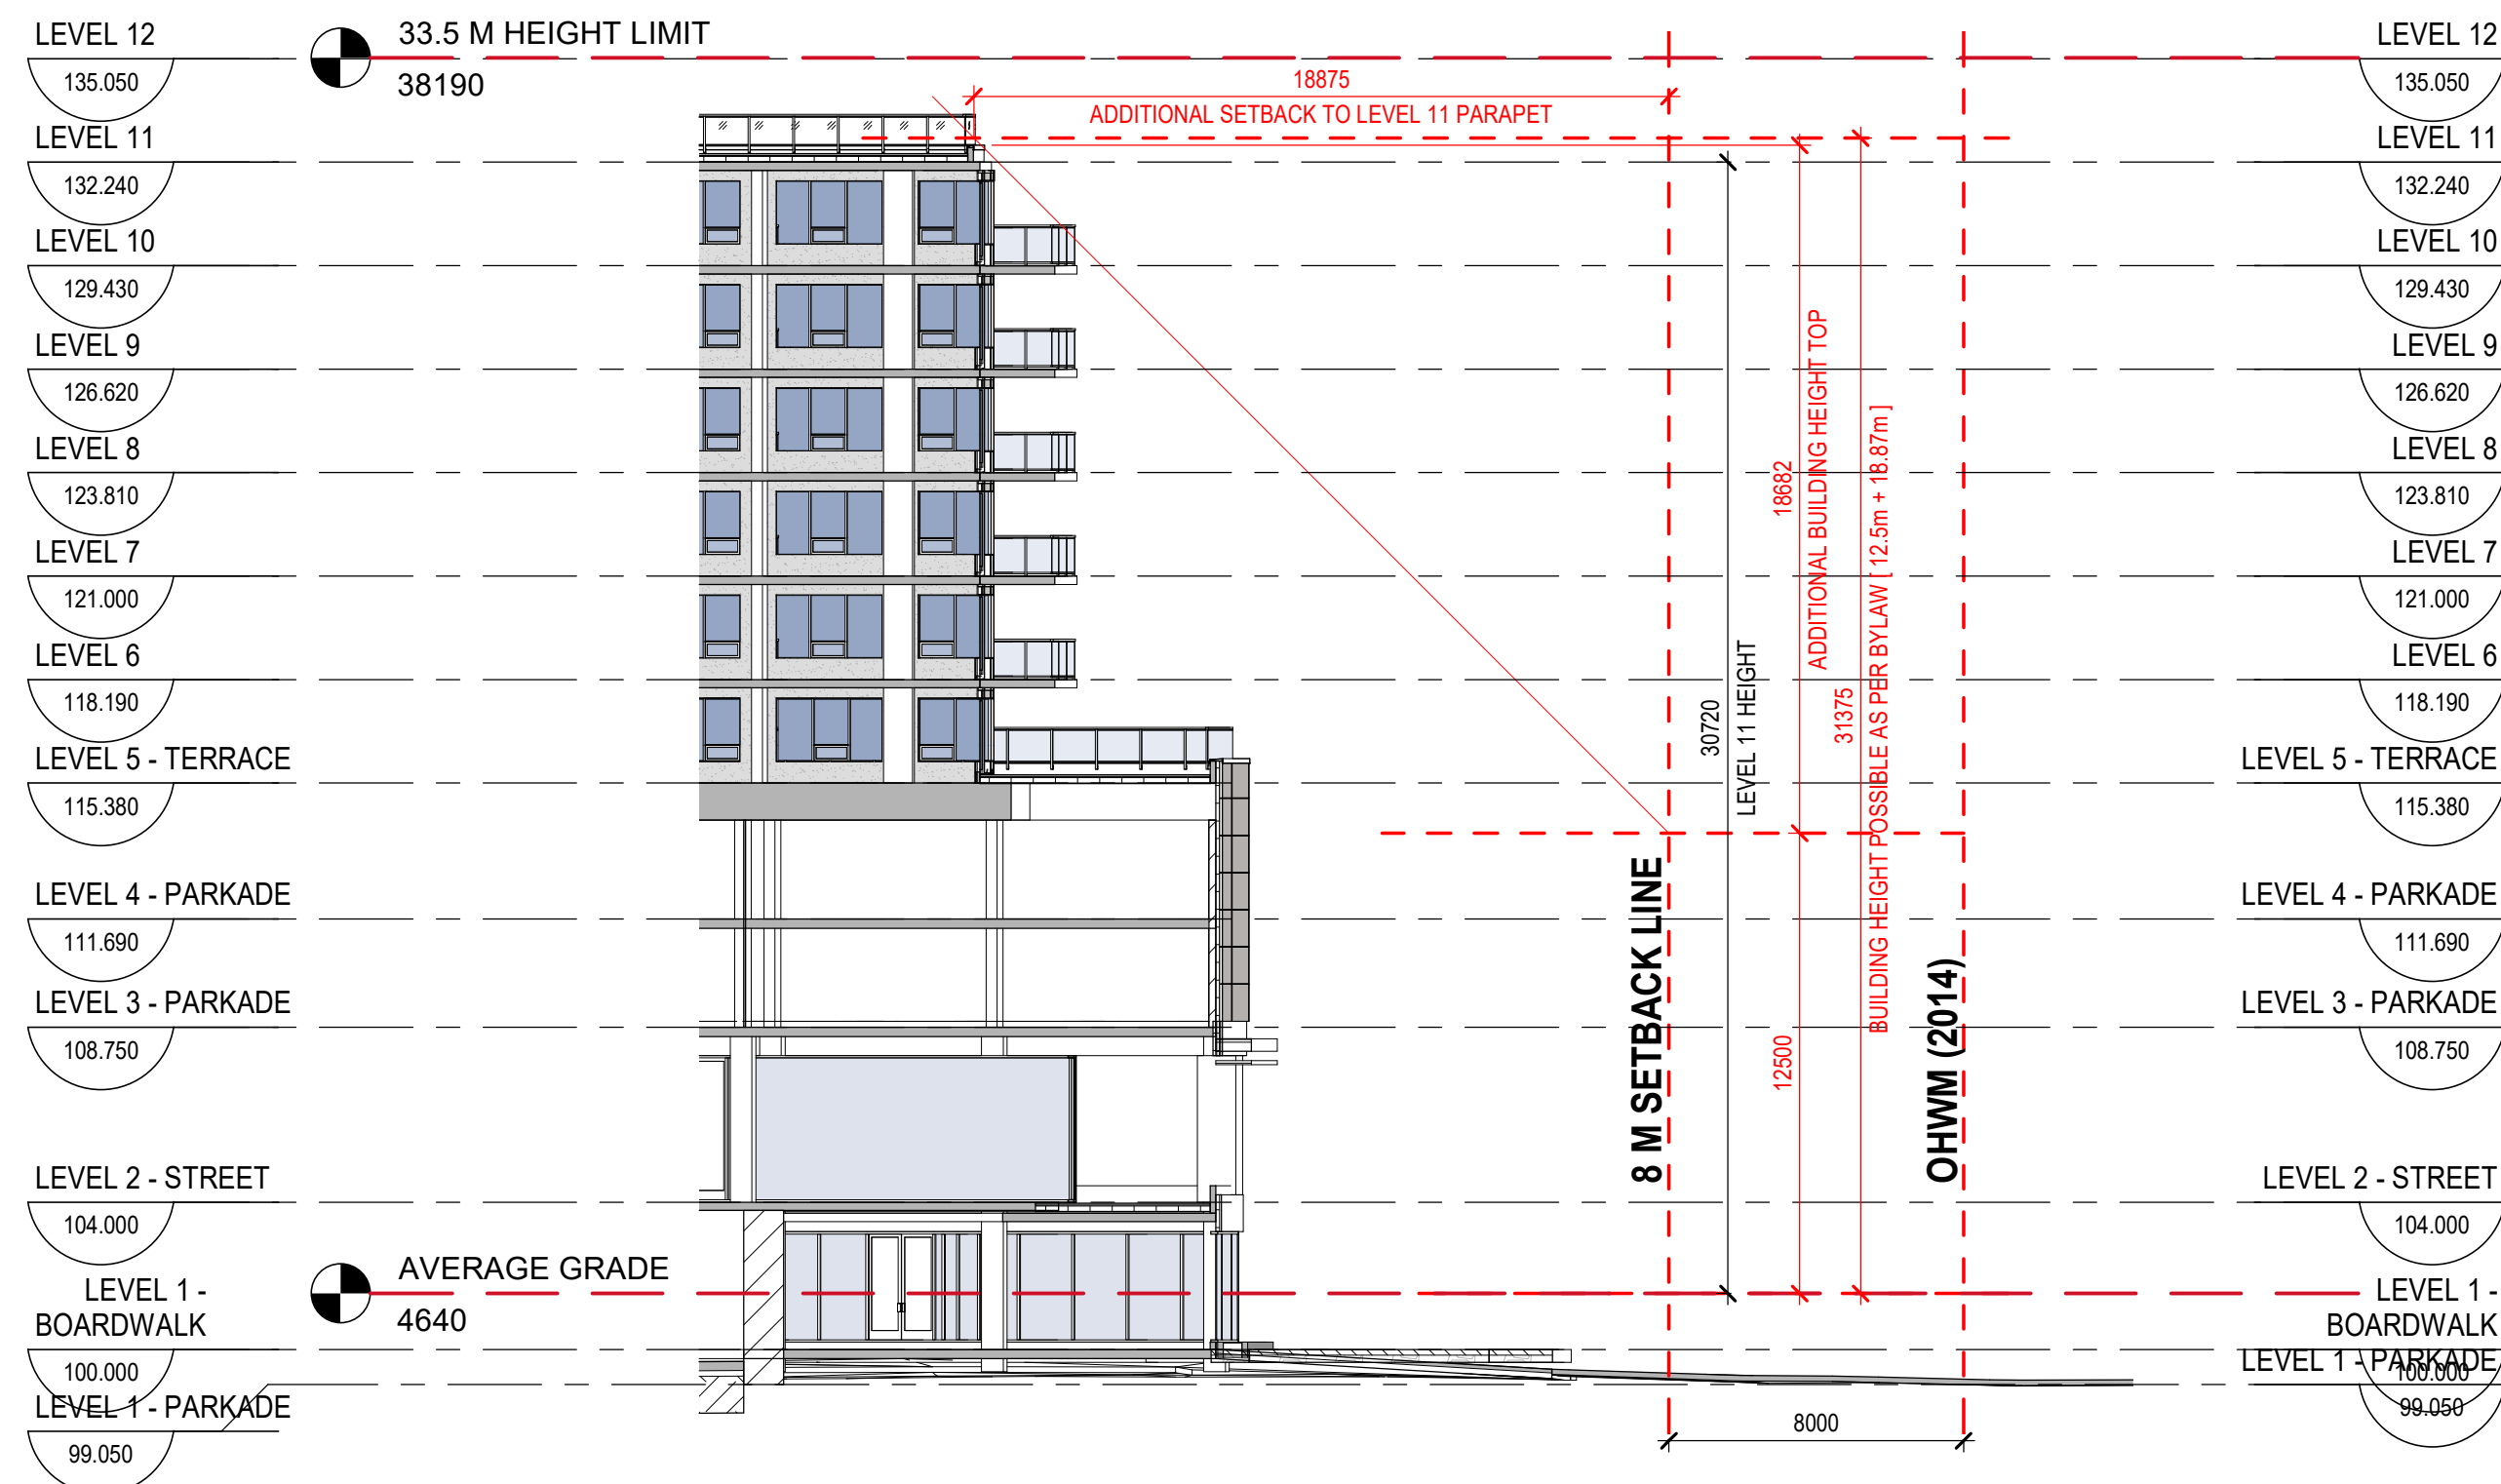 LEVEL 12
135.050
LEVEL 11
132.240
LEVEL 10
129.430
LEVEL 9
126.620
LEVEL 8
123.810
LEVEL 7
121.000
LEVEL 6
118.190
LEVEL 5 - TERRACE
115.380
LEVEL 4 - PARKADE
111.690
LEVEL 3 - PARKADE
108.750
LEVEL 2 - STREET
104.000
LEVEL 1 -
BOARDWALK
100.000
LEVEL 1 - PARKADE
99.050
33.5 M HEIGHT LIMIT
38190
AVERAGE GRADE
4640
18875
ADDITIONAL SETBACK TO LEVEL 11 PARAPET
8 M SETBACK LINE
30720
LEVEL 11 HEIGHT
18682
ADDITIONAL BUILDING HEIGHT TOP
12500
31375
BUILDING HEIGHT POSSIBLE AS PER BYLAW [ 12.5m + 18.87m ]
OHWM (2014)
8000
LEVEL 12
135.050
LEVEL 11
132.240
LEVEL 10
129.430
LEVEL 9
126.620
LEVEL 8
123.810
LEVEL 7
121.000
LEVEL 6
118.190
LEVEL 5 - TERRACE
115.380
LEVEL 4 - PARKADE
111.690
LEVEL 3 - PARKADE
108.750
LEVEL 2 - STREET
104.000
LEVEL 1 -
BOARDWALK
LEVEL 1 - PARKADE
100.000
99.050